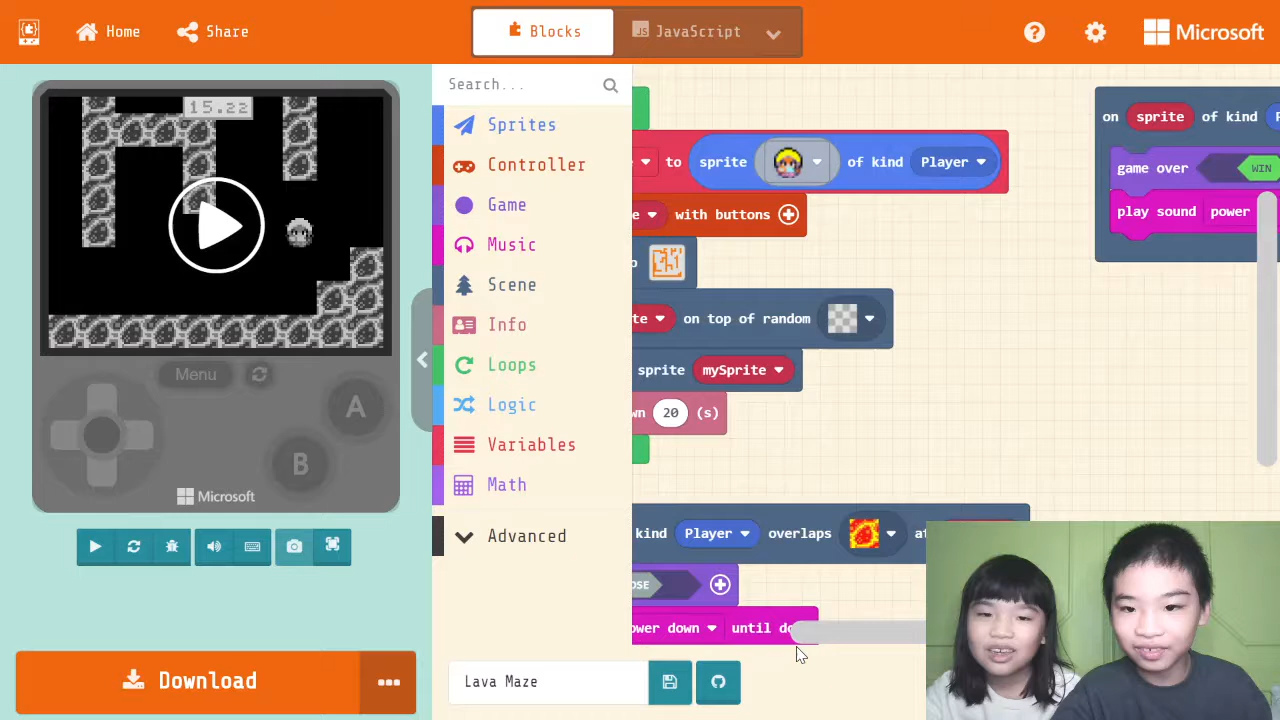 Home
Share
Blocks
JavaScript
Microsoft
15.22
Menu
A
B
Microsoft
Download
Search...
Sprites
Controller
Game
Music
Scene
Info
Loops
Logic
Variables
Math
Advanced
Lava Maze
to sprite of kind Player
with buttons
on top of random
sprite mySprite
20 (s)
kind Player overlaps
down until
on sprite of kind
game over WIN
play sound power